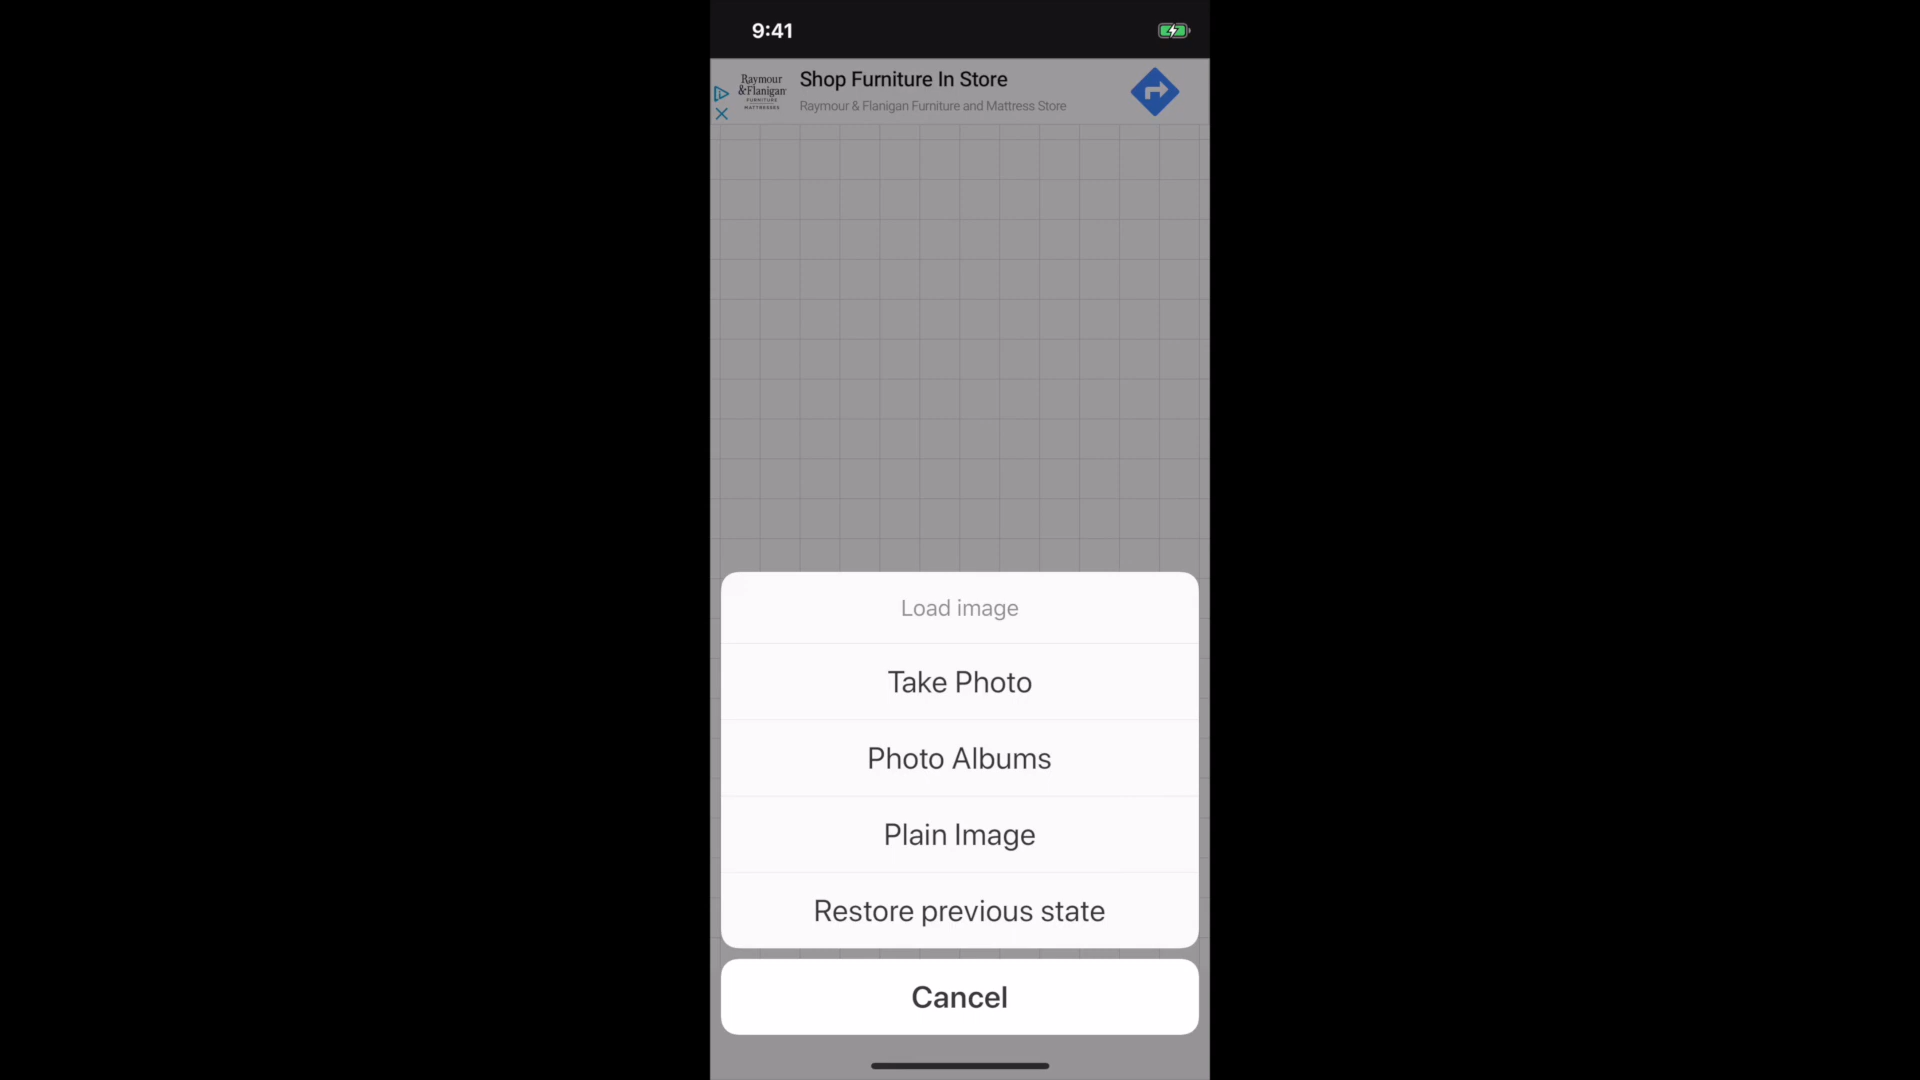 9:41
Raymour
&Flanigan
FURNITURE
MATTRESSES
Shop Furniture In Store
Raymour & Flanigan Furniture and Mattress Store
Load image
Take Photo
Photo Albums
Plain Image
Restore previous state
Cancel